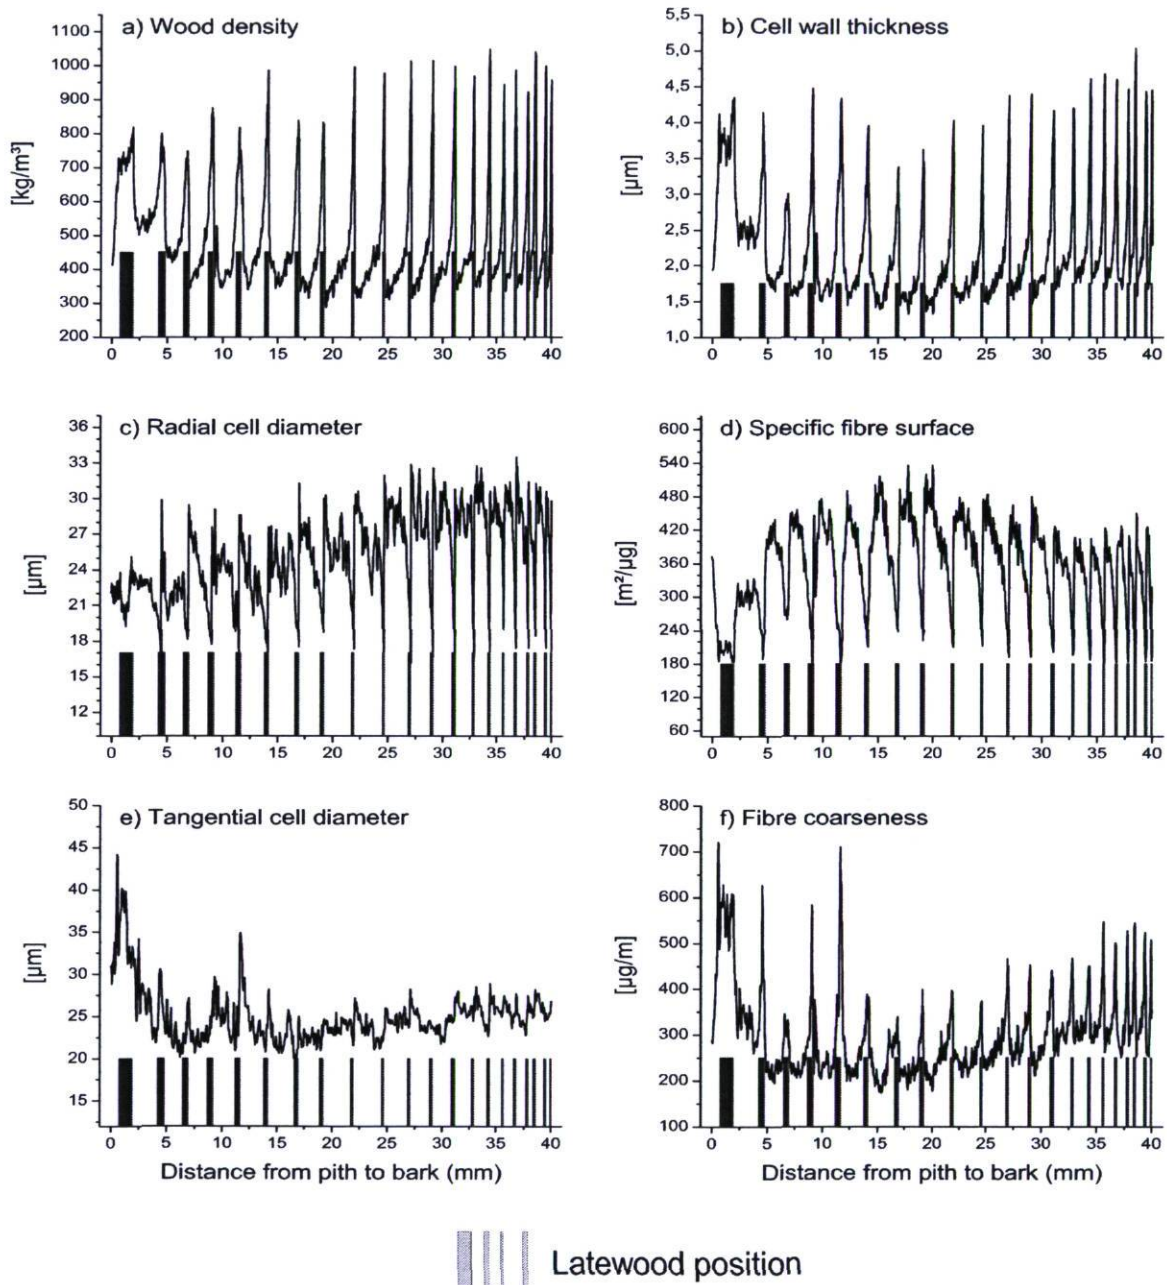 a) Wood density
1100
1000
900
800
700
600
500
400
300
200
[kg/m³]
0 5 10 15 20 25 30 35 40
b) Cell wall thickness
5,0
4,5
4,0
3,5
3,0
2,5
2,0
1,5
1,0
[µm]
0 5 10 15 20 25 30 35 40
c) Radial cell diameter
36
33
30
27
24
21
18
15
12
[µm]
0 5 10 15 20 25 30 35 40
d) Specific fibre surface
600
540
480
420
360
300
240
180
120
60
[m²/µg]
0 5 10 15 20 25 30 35 40
e) Tangential cell diameter
50
45
40
35
30
25
20
15
[µm]
0 5 10 15 20 25 30 35 40
Distance from pith to bark (mm)
f) Fibre coarseness
800
700
600
500
400
300
200
100
[µg/m]
0 5 10 15 20 25 30 35 40
Distance from pith to bark (mm)
Latewood position